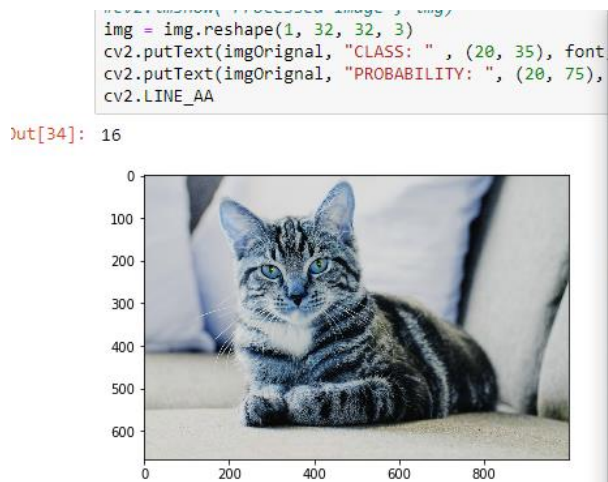 img = img.reshape(1, 32, 32, 3)
cv2.putText(imgOrignal, "CLASS: " , (20, 35), font
cv2.putText(imgOrignal, "PROBABILITY: ", (20, 75),
cv2.LINE_AA
Out[34]: 16
0
100
200
300
400
500
600
0 200 400 600 800